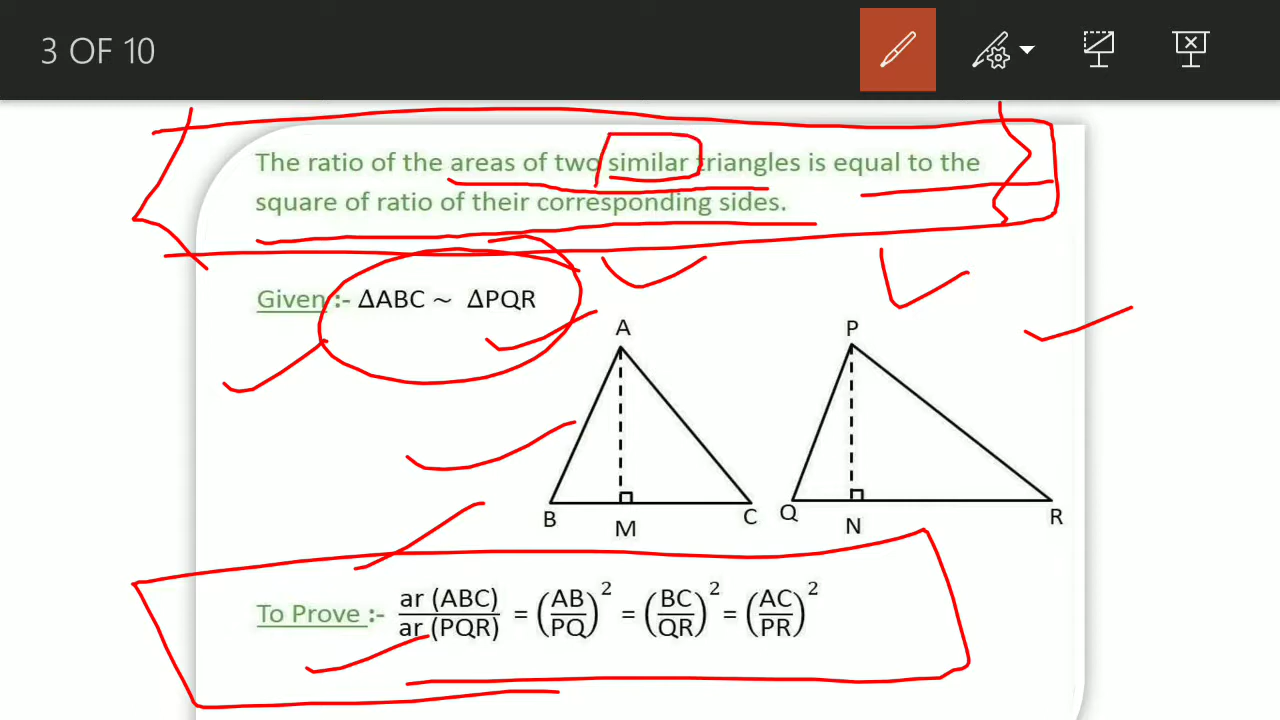 3 OF 10
The ratio of the areas of two similar triangles is equal to the
square of ratio of their corresponding sides.
Given :- ΔABC ~ ΔPQR
A
P
B
M
C
Q
N
R
To Prove :- ar (ABC)/ar (PQR) = (AB/PQ)² = (BC/QR)² = (AC/PR)²